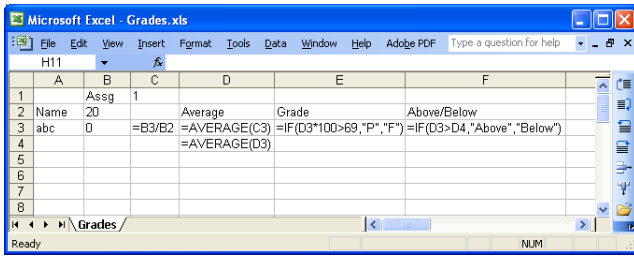 Microsoft Excel - Grades.xls
File Edit View Insert Format Tools Data Window Help Adobe PDF Type a question for help
H11 fx
A B C D E F
1 Assg 1
2 Name 20 Average Grade Above/Below
3 abc 0 =B3/B2 =AVERAGE(C3) =IF(D3*100>69,"P","F") =IF(D3>D4,"Above","Below")
4 =AVERAGE(D3)
5
6
7
8
Grades
Ready NUM